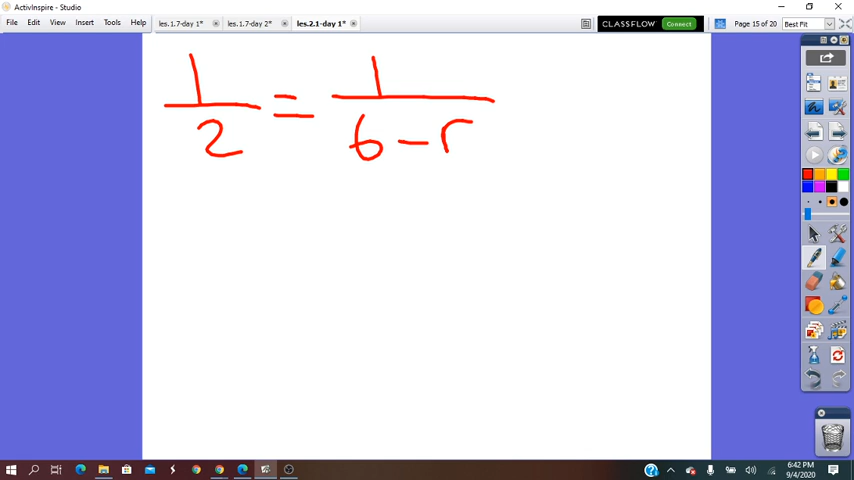 ActivInspire - Studio
File Edit View Insert Tools Help
les.1.7-day 1*
les.1.7-day 2*
les.2.1-day 1*
CLASSFLOW
Connect
Page 15 of 20
Best Fit
1/2 = 1/(6-r)
6:42 PM
9/4/2020